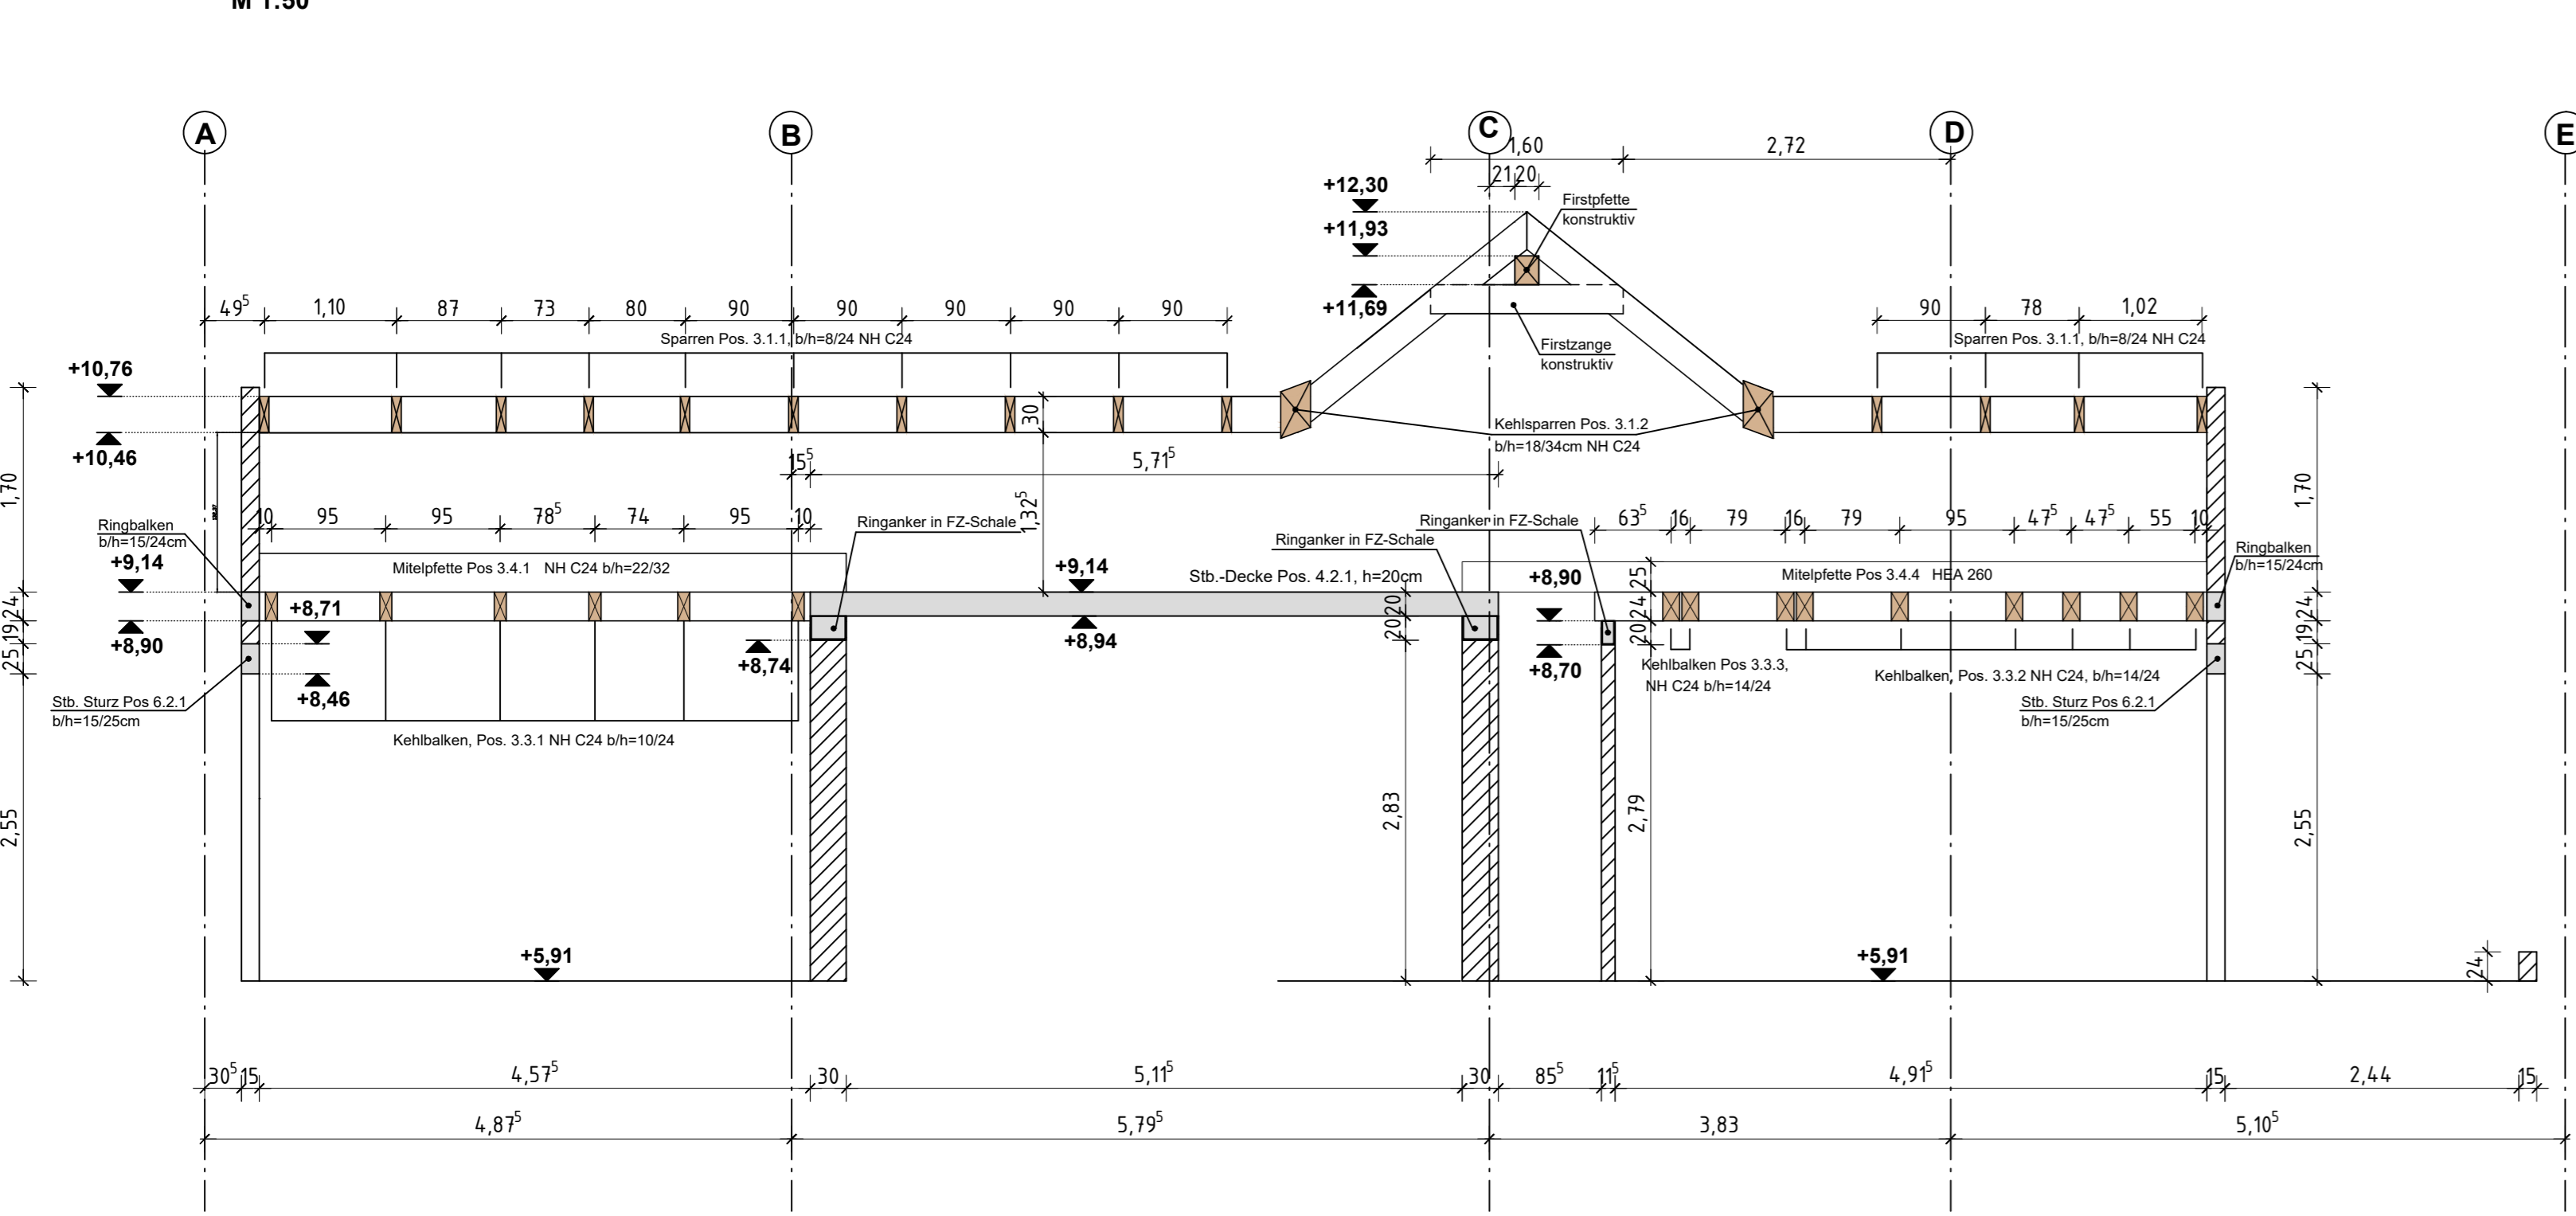 M 1:50
A
B
C
D
E
1,60
2,72
21
20
+12,30
Firstpfette
konstruktiv
+11,93
+11,69
49⁵
1,10
87
73
80
90
90
90
90
90
90
78
1,02
Sparren Pos. 3.1.1, b/h=8/24 NH C24
Sparren Pos. 3.1.1, b/h=8/24 NH C24
Firstzange
konstruktiv
+10,76
+10,46
30
Kehlsparren Pos. 3.1.2
b/h=18/34cm NH C24
15⁵
5,71⁵
1,70
1,70
1,32⁵
10
95
95
78⁵
74
95
10
63⁵
16
79
16
79
95
47⁵
47⁵
55
10
Ringbalken
b/h=15/24cm
Ringanker in FZ-Schale
Ringanker in FZ-Schale
Ringanker in FZ-Schale
Ringbalken
b/h=15/24cm
+9,14
Mitelpfette Pos 3.4.1 NH C24 b/h=22/32
+9,14
Stb.-Decke Pos. 4.2.1, h=20cm
+8,90
25
Mitelpfette Pos 3.4.4 HEA 260
24
19
25
+8,71
20
20
24
20
24
19
25
+8,90
+8,74
+8,94
+8,70
+8,46
Kehlbalken Pos 3.3.3,
NH C24 b/h=14/24
Kehlbalken, Pos. 3.3.2 NH C24, b/h=14/24
Stb. Sturz Pos 6.2.1
b/h=15/25cm
Stb. Sturz Pos 6.2.1
b/h=15/25cm
Kehlbalken, Pos. 3.3.1 NH C24 b/h=10/24
2,55
2,83
2,79
2,55
+5,91
+5,91
24
30⁵
15
4,57⁵
30
5,11⁵
30
85⁵
11⁵
4,91⁵
15
2,44
15
4,87⁵
5,79⁵
3,83
5,10⁵